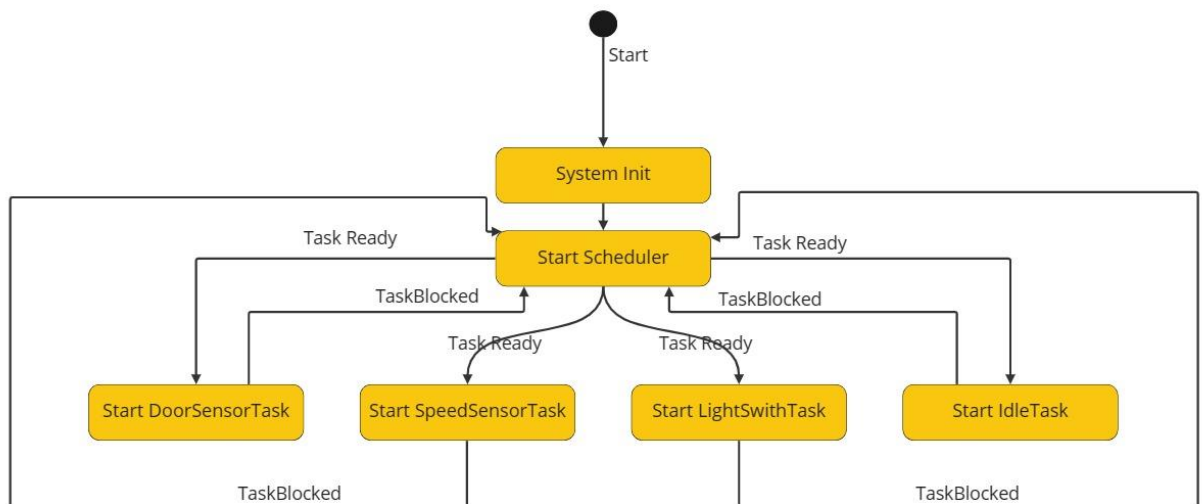 Start
System Init
Start Scheduler
Task Ready
Task Ready
TaskBlocked
TaskBlocked
Task Ready
Task Ready
Start DoorSensorTask
Start SpeedSensorTask
Start LightSwithTask
Start IdleTask
TaskBlocked
TaskBlocked